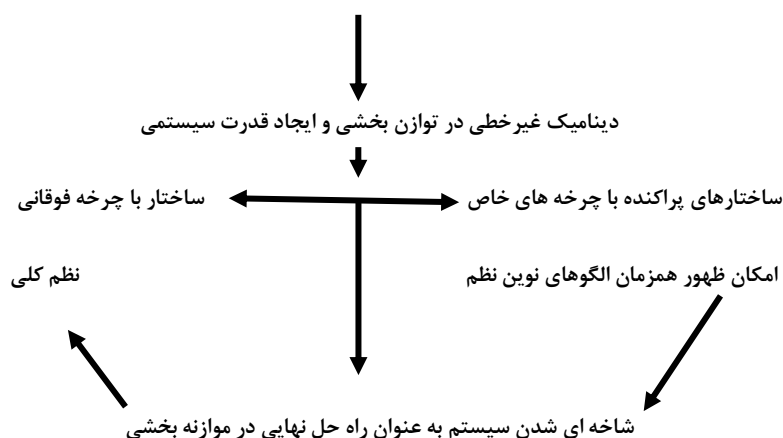 دینامیک غیرخطی در توازن بخشی و ایجاد قدرت سیستمی
ساختارهای پراکنده با چرخه های خاص
ساختار با چرخه فوقانی
امکان ظهور همزمان الگوهای نوین نظم
نظم کلی
شاخه ای شدن سیستم به عنوان راه حل نهایی در موازنه بخشی